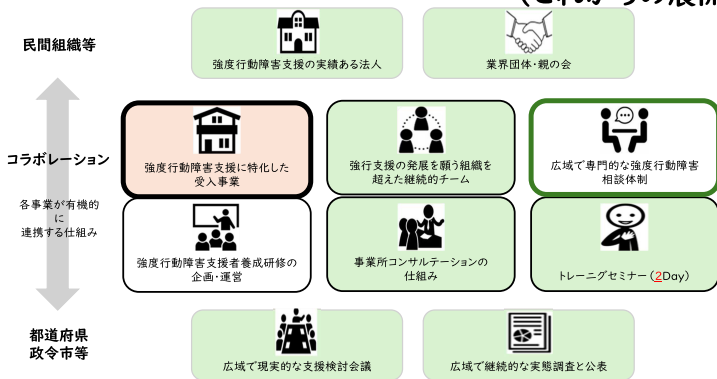 (これからの展開
民間組織等
強度行動障害支援の実績ある法人
業界団体・親の会
コラボレーション
各事業が有機的
に
連携する仕組み
強度行動障害支援に特化した
受入事業
強行支援の発展を願う組織を
超えた継続的チーム
広域で専門的な強度行動障害
相談体制
強度行動障害支援者養成研修の
企画・運営
事業所コンサルテーションの
仕組み
トレーニグセミナー(2Day)
都道府県
政令市等
広域で現実的な支援検討会議
広域で継続的な実態調査と公表